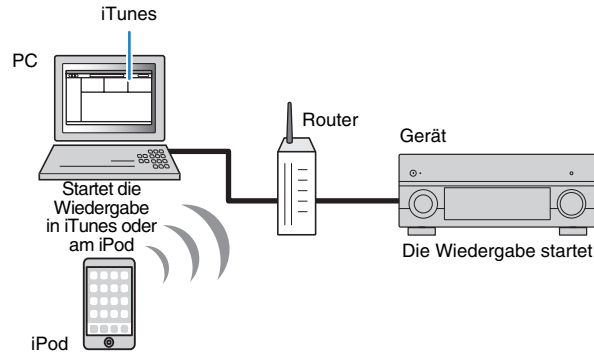 iTunes
PC
Router
Gerät
Startet die
Wiedergabe
in iTunes oder
am iPod
Die Wiedergabe startet
iPod